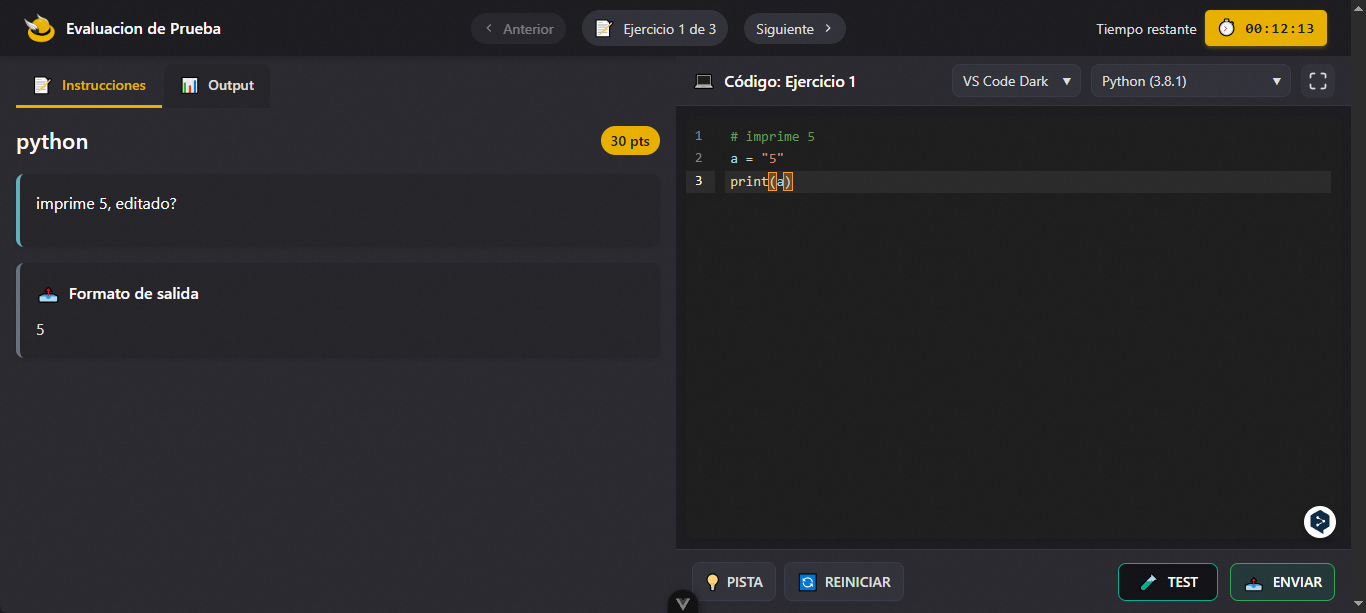 Evaluacion de Prueba
Anterior
Ejercicio 1 de 3
Siguiente
Tiempo restante
00:12:13
Instrucciones
Output
python
30 pts
imprime 5, editado?
Formato de salida
5
Código: Ejercicio 1
VS Code Dark
Python (3.8.1)
1 # imprime 5
2 a = "5"
3 print(a)
PISTA
REINICIAR
TEST
ENVIAR